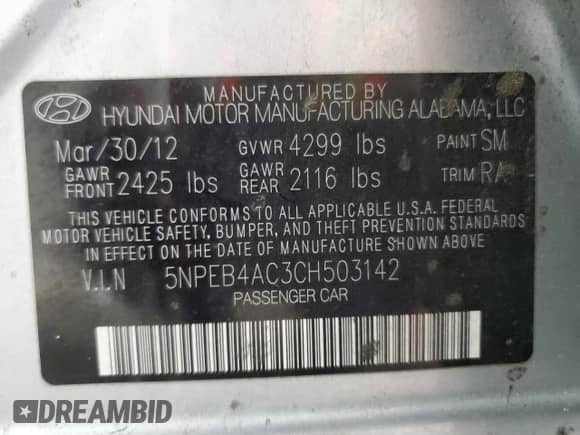 MANUFACTURED BY
HYUNDAI MOTOR MANUFACTURING ALABAMA, LLC
Mar/30/12 GVWR 4299 lbs PAINT SM
GAWR FRONT 2425 lbs GAWR REAR 2116 lbs TRIM RA
THIS VEHICLE CONFORMS TO ALL APPLICABLE U.S.A. FEDERAL
MOTOR VEHICLE SAFETY, BUMPER, AND THEFT PREVENTION STANDARDS
IN EFFECT ON THE DATE OF MANUFACTURE SHOWN ABOVE.
V.I.N 5NPEB4AC3CH503142
PASSENGER CAR
DREAMBID